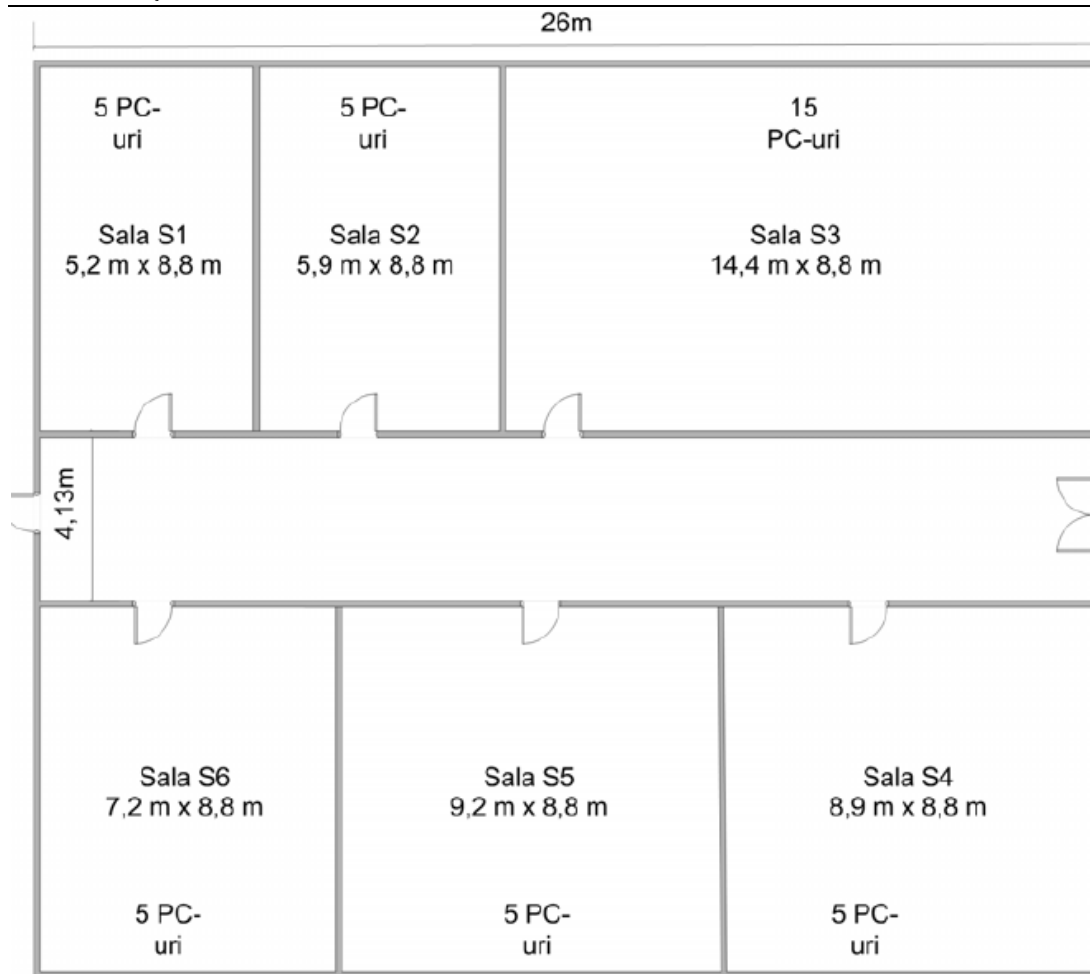 26m
5 PC-
uri
5 PC-
uri
15
PC-uri
Sala S1
5,2 m x 8,8 m
Sala S2
5,9 m x 8,8 m
Sala S3
14,4 m x 8,8 m
4,13m
Sala S6
7,2 m x 8,8 m
Sala S5
9,2 m x 8,8 m
Sala S4
8,9 m x 8,8 m
5 PC-
uri
5 PC-
uri
5 PC-
uri